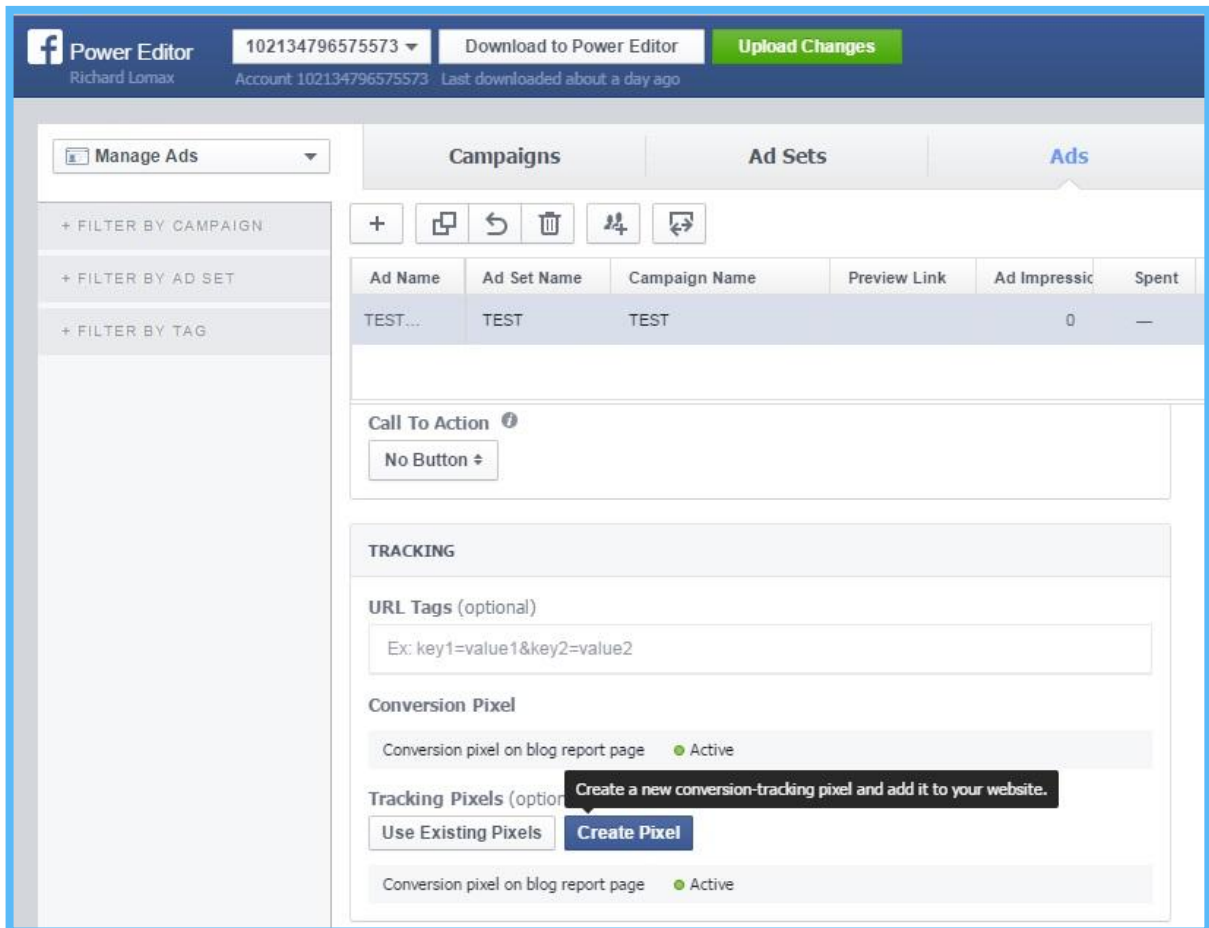 f Power Editor 102134796575573 Download to Power Editor Upload Changes
Richard Lomax Account 102134796575573 Last downloaded about a day ago
Manage Ads Campaigns Ad Sets Ads
+ FILTER BY CAMPAIGN
+ FILTER BY AD SET
+ FILTER BY TAG
Ad Name Ad Set Name Campaign Name Preview Link Ad Impressic Spent
TEST... TEST TEST 0 —
Call To Action
No Button
TRACKING
URL Tags (optional)
Ex: key1=value1&key2=value2
Conversion Pixel
Conversion pixel on blog report page Active
Create a new conversion-tracking pixel and add it to your website.
Tracking Pixels (option
Use Existing Pixels Create Pixel
Conversion pixel on blog report page Active